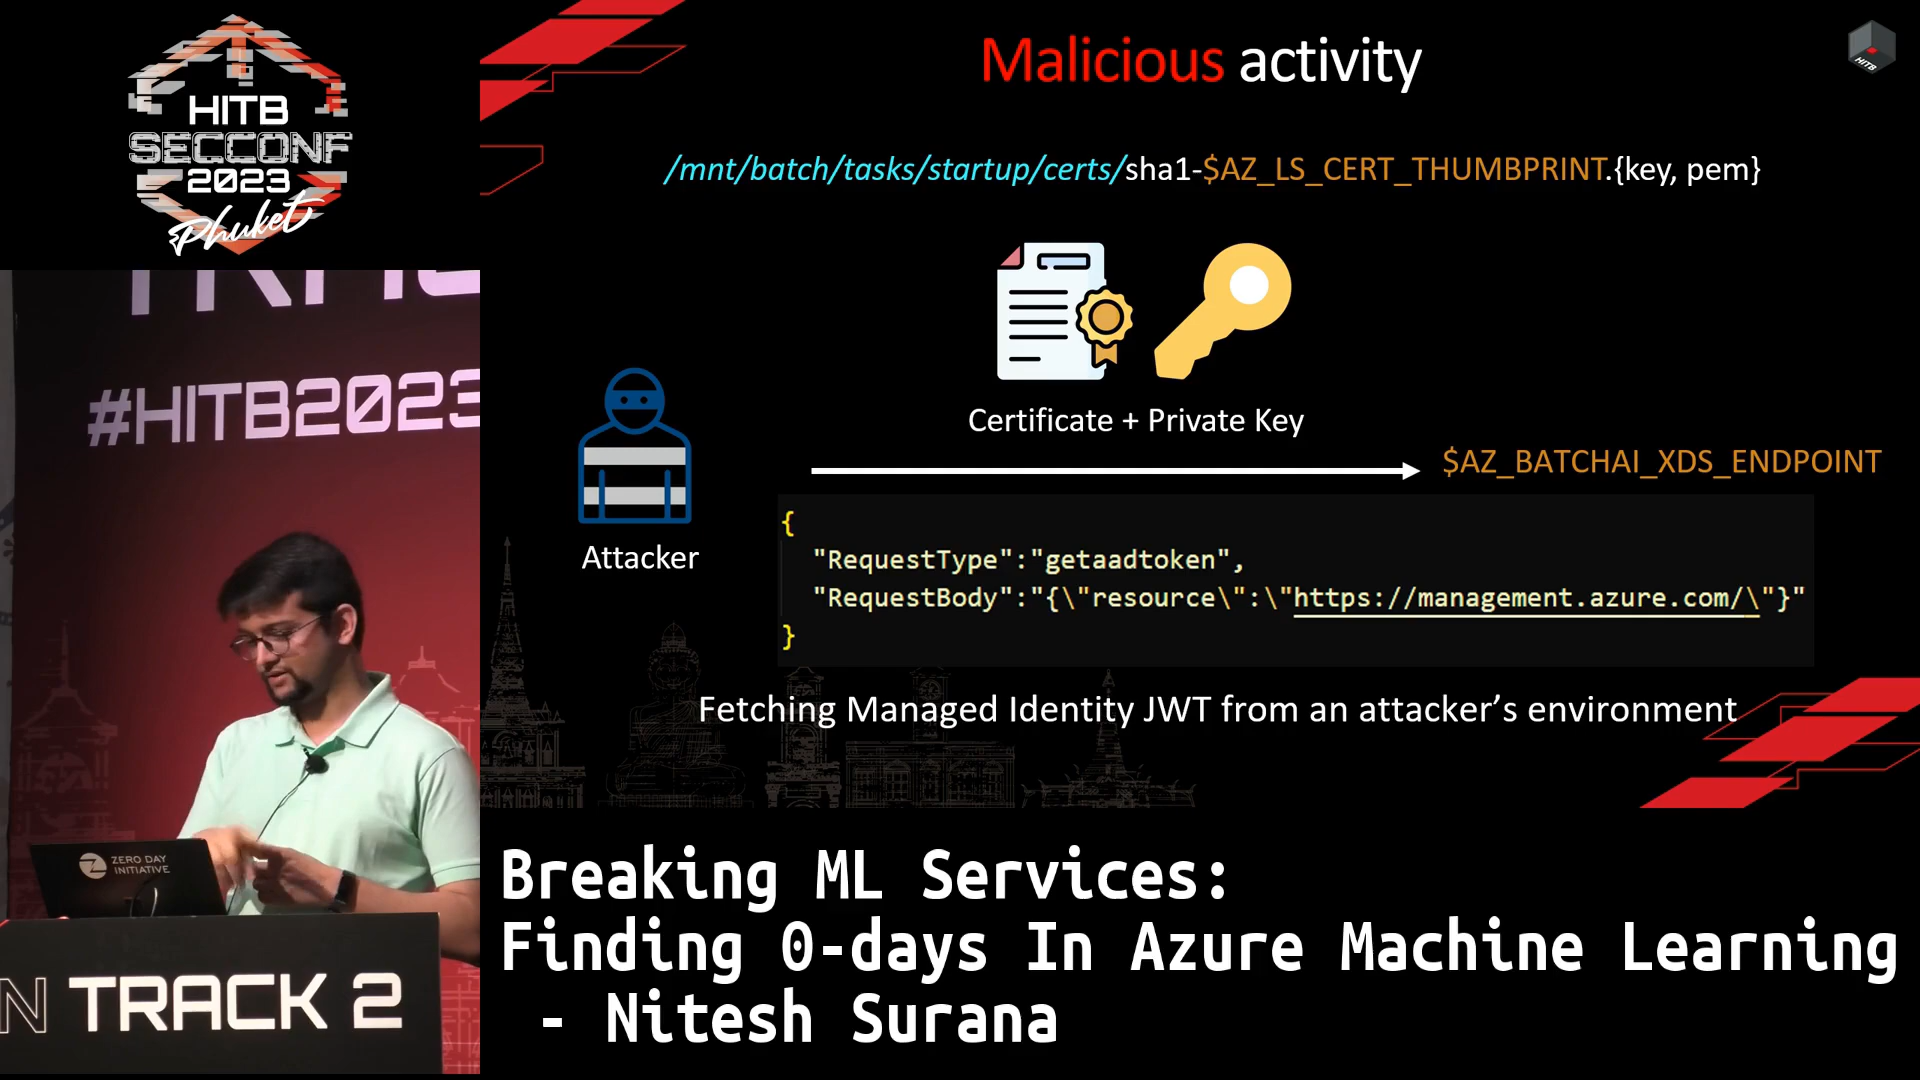 HITB
SECCONF
2023
Phuket
#HITB2023
ZERO DAY
INITIATIVE
N TRACK 2
Malicious activity
HITB
/mnt/batch/tasks/startup/certs/sha1-$AZ_LS_CERT_THUMBPRINT.{key, pem}
Certificate + Private Key
$AZ_BATCHAI_XDS_ENDPOINT
Attacker
{
"RequestType":"getaadtoken",
"RequestBody":"{\"resource\":\"https://management.azure.com/\"}"
}
Fetching Managed Identity JWT from an attacker’s environment
Breaking ML Services:
Finding 0-days In Azure Machine Learning
- Nitesh Surana